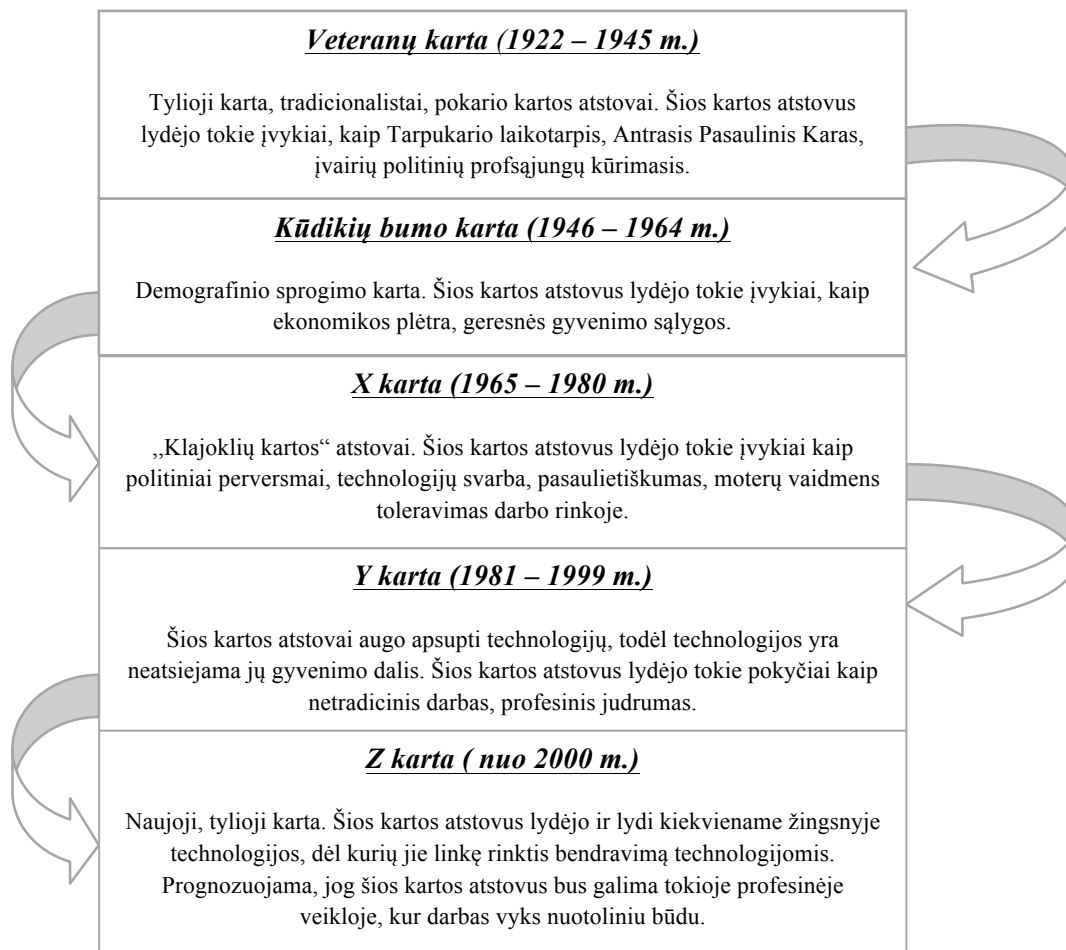 Veteranų karta (1922 – 1945 m.)
Tylioji karta, tradicionalistai, pokario kartos atstovai. Šios kartos atstovus
lydėjo tokie įvykiai, kaip Tarpukario laikotarpis, Antrasis Pasaulinis Karas,
įvairių politinių profsąjungų kūrimasis.
Kūdikių bumo karta (1946 – 1964 m.)
Demografinio sprogimo karta. Šios kartos atstovus lydėjo tokie įvykiai, kaip
ekonomikos plėtra, geresnės gyvenimo sąlygos.
X karta (1965 – 1980 m.)
,,Klajoklių kartos“ atstovai. Šios kartos atstovus lydėjo tokie įvykiai kaip
politiniai perversmai, technologijų svarba, pasaulietiškumas, moterų vaidmens
toleravimas darbo rinkoje.
Y karta (1981 – 1999 m.)
Šios kartos atstovai augo apsupti technologijų, todėl technologijos yra
neatsiejama jų gyvenimo dalis. Šios kartos atstovus lydėjo tokie pokyčiai kaip
netradicinis darbas, profesinis judrumas.
Z karta ( nuo 2000 m.)
Naujoji, tylioji karta. Šios kartos atstovus lydėjo ir lydi kiekviename žingsnyje
technologijos, dėl kurių jie linkę rinktis bendravimą technologijomis.
Prognozuojama, jog šios kartos atstovus bus galima tokioje profesinėje
veikloje, kur darbas vyks nuotoliniu būdu.